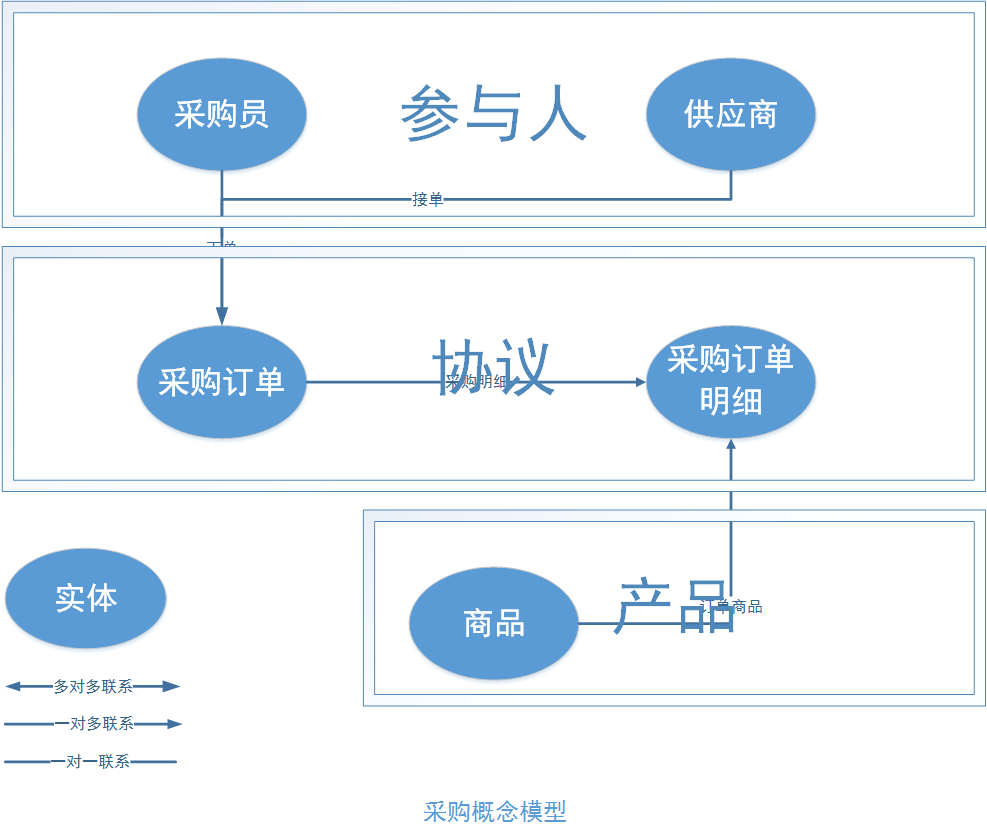 采购员
参与人
供应商
接单
下单
协议
采购订单
采购明细
采购订单
明细
实体
产品
商品
订单商品
多对多联系
一对多联系
一对一联系
采购概念模型